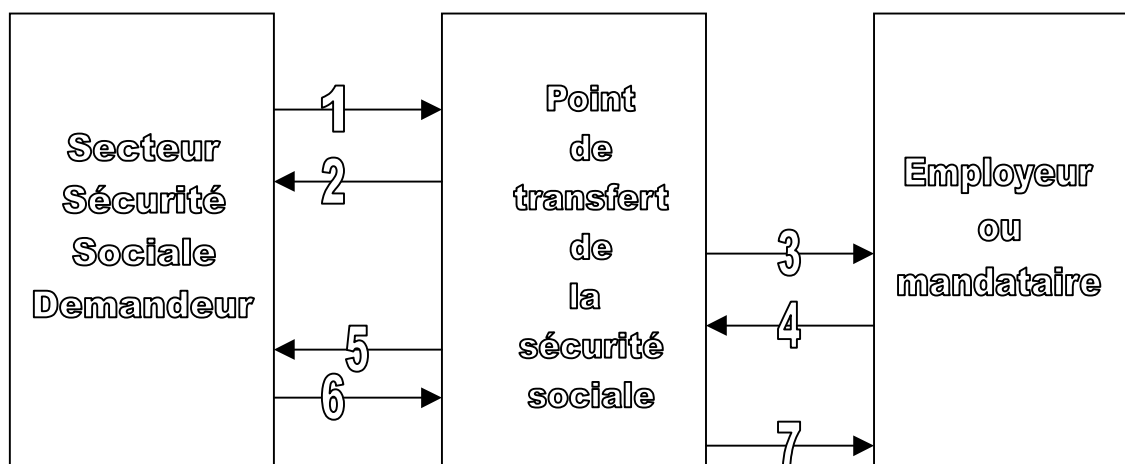 Secteur
Sécurité
Sociale
Demandeur
1
2
5
6
Point
de
transfert
de
la
sécurité
sociale
3
4
7
Employeur
ou
mandataire